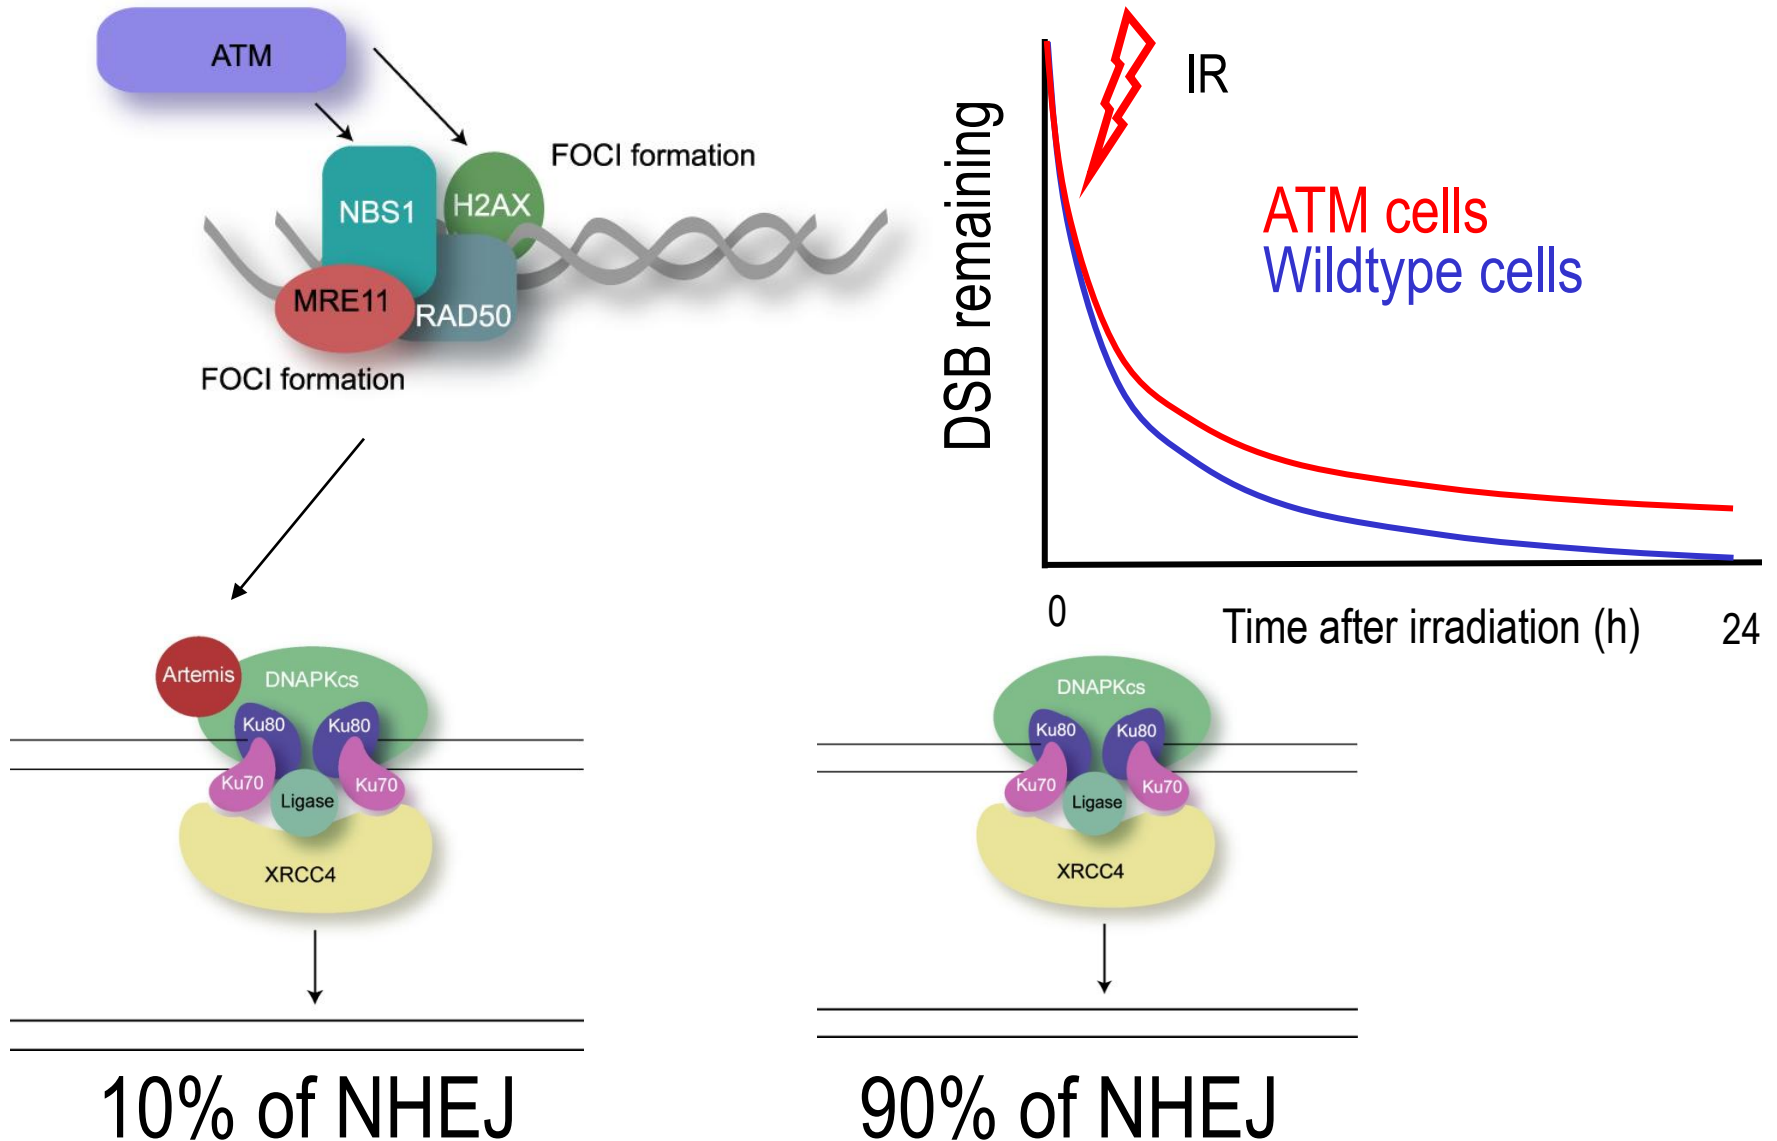 ATM
FOCI formation
NBS1
H2AX
MRE11
RAD50
FOCI formation
IR
DSB remaining
ATM cells
Wildtype cells
0
Time after irradiation (h)
24
Artemis
DNAPKcs
Ku80
Ku80
Ku70
Ku70
Ligase
XRCC4
10% of NHEJ
DNAPKcs
Ku80
Ku80
Ku70
Ku70
Ligase
XRCC4
90% of NHEJ